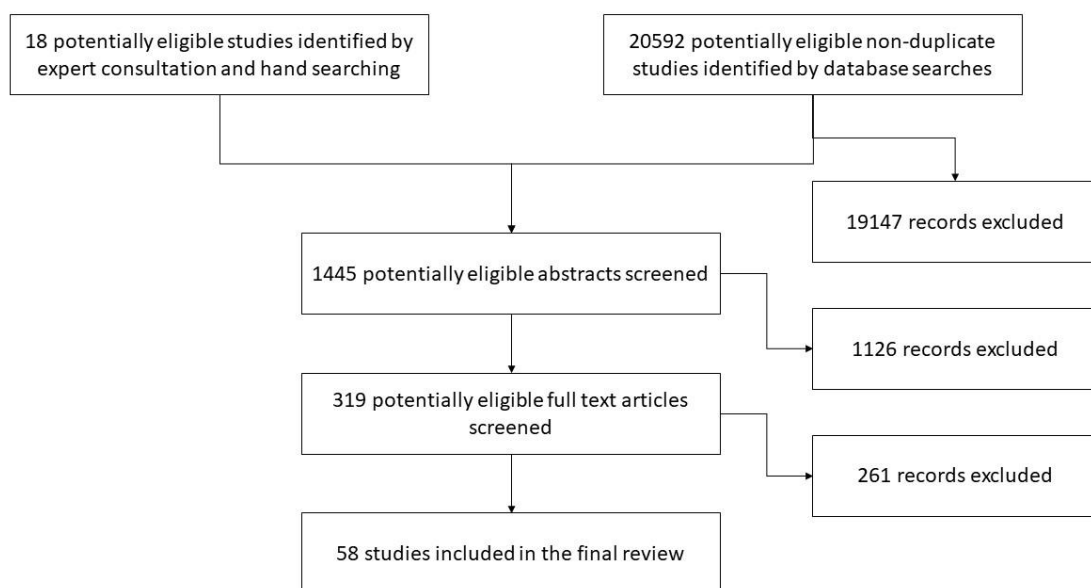 18 potentially eligible studies identified by
expert consultation and hand searching
20592 potentially eligible non-duplicate
studies identified by database searches
19147 records excluded
1445 potentially eligible abstracts screened
1126 records excluded
319 potentially eligible full text articles
screened
261 records excluded
58 studies included in the final review